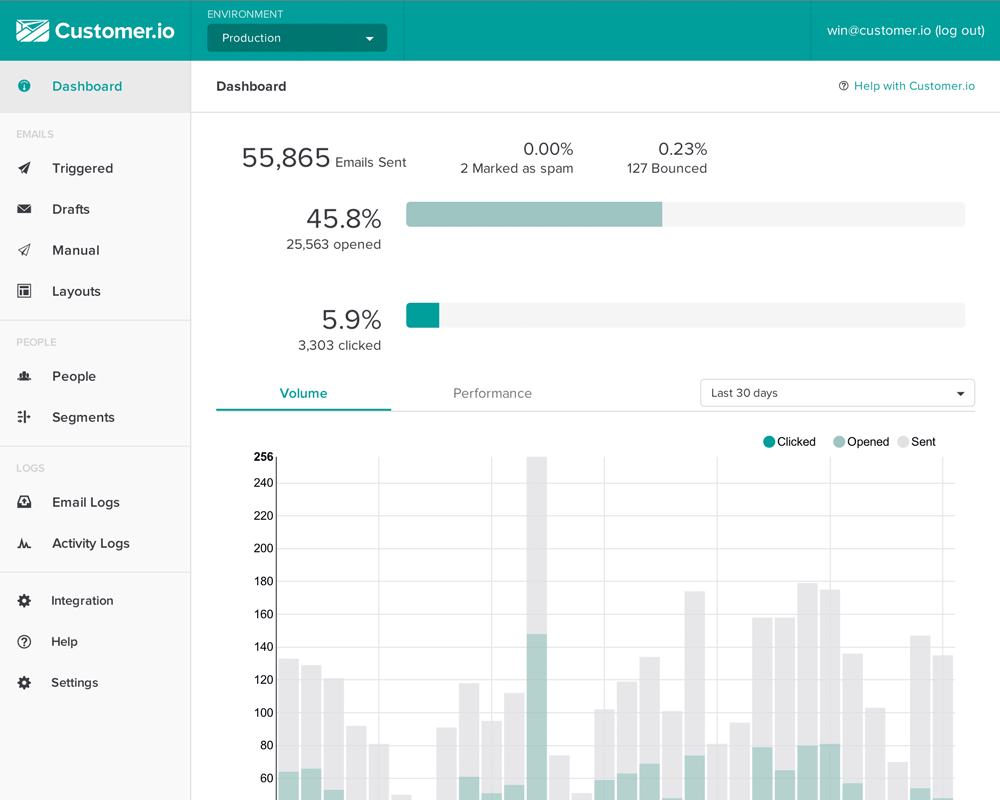 Customer.io
ENVIRONMENT
Production
win@customer.io (log out)
Dashboard
EMAILS
Triggered
Drafts
Manual
Layouts
PEOPLE
People
Segments
LOGS
Email Logs
Activity Logs
Integration
Help
Settings
Dashboard
Help with Customer.io
55,865 Emails Sent
0.00%
2 Marked as spam
0.23%
127 Bounced
45.8%
25,563 opened
5.9%
3,303 clicked
Volume
Performance
Last 30 days
Clicked
Opened
Sent
256
240
220
200
180
160
140
120
100
80
60